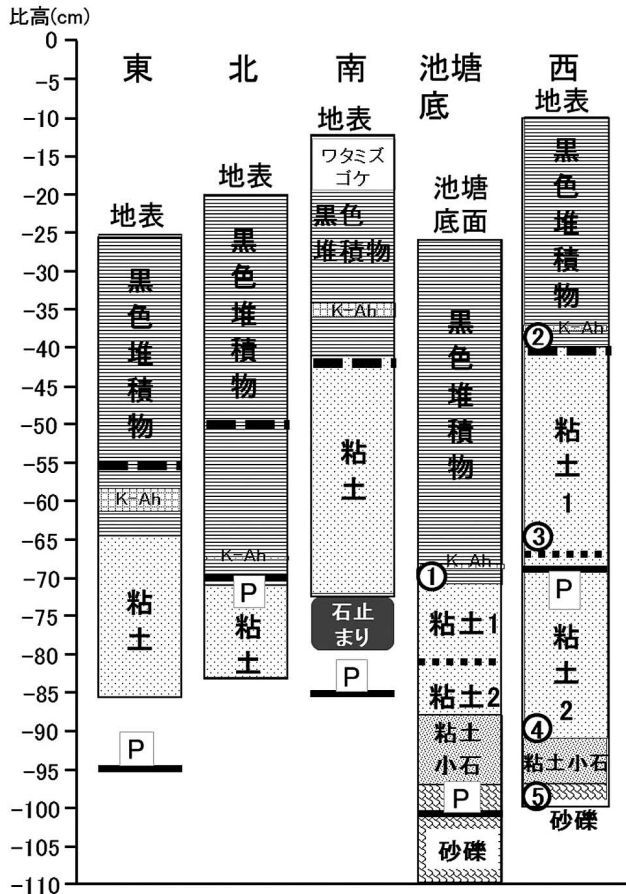 比高(cm)
0
-5
-10
-15
-20
-25
-30
-35
-40
-45
-50
-55
-60
-65
-70
-75
-80
-85
-90
-95
-100
-105
-110
東
地表
黒色堆積物
K-Ah
粘土
P
北
地表
黒色堆積物
K-Ah
P
粘土
南
地表
ワタミズ
ゴケ
黒色
堆積物
K-Ah
粘土
石止
まり
P
池塘
底
池塘
底面
黒色堆積物
K-Ah
①
粘土1
粘土2
粘土
小石
P
砂礫
西
地表
黒色堆積物
K-Ah
②
粘土1
③
P
粘土2
④
粘土小石
⑤
砂礫